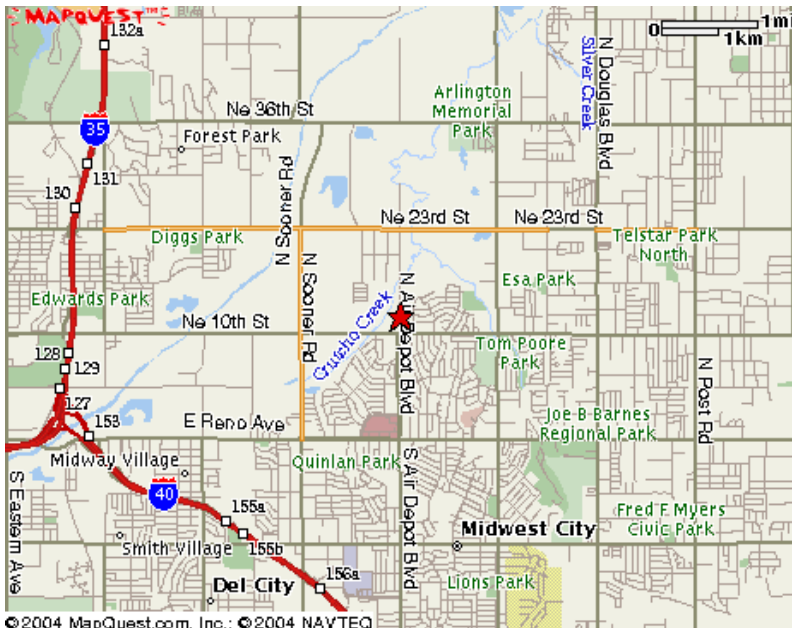 MAPQUEST™
132a
0 1mi
1km
N Douglas Blvd
Silver Creek
Arlington
Memorial
Park
Ne 36th St
35
Forest Park
131
130
N Sooner Rd
Ne 23rd St
Ne 23rd St
Diggs Park
Telstar Park
North
N Sooner Rd
N Air Depot Blvd
Esa Park
Edwards Park
Crutcho Creek
Ne 10th St
128
129
Tom Poore
Park
N Post Rd
127
153
E Reno Ave
Joe B Barnes
Regional Park
Midway Village
Quinlan Park
S Eastern Ave
40
S Air Depot Blvd
155a
Fred F Myers
Civic Park
Smith Village
155b
Midwest City
Del City
156a
Lions Park
©2004 MapQuest.com, Inc.; ©2004 NAVTEQ